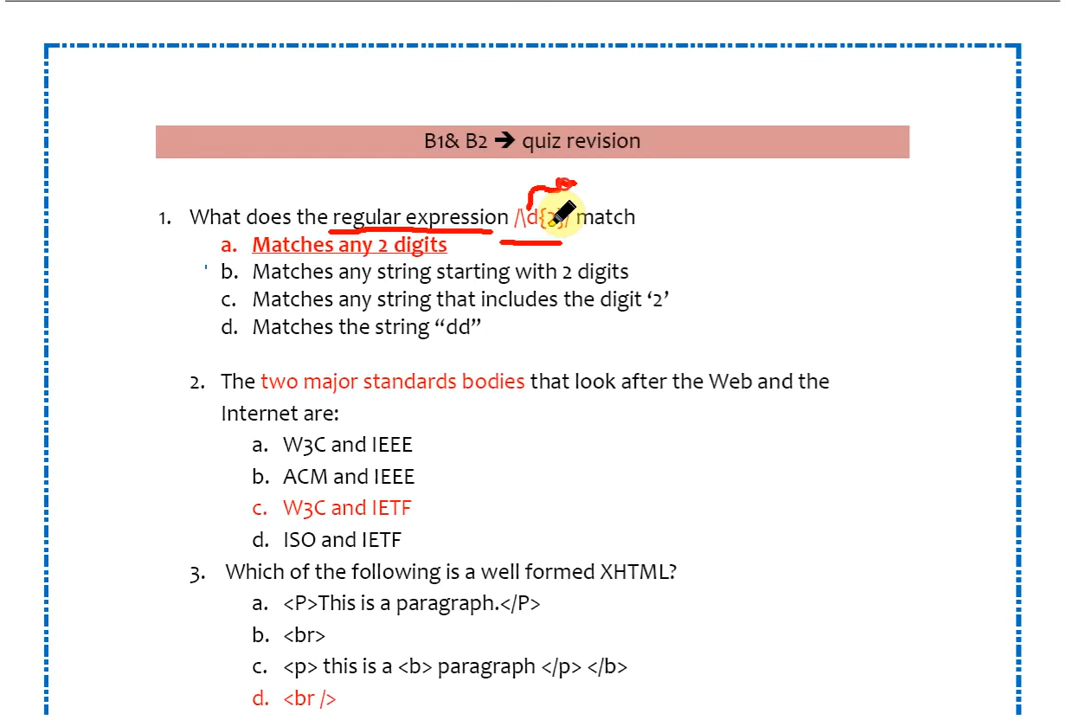 B1& B2 → quiz revision
1. What does the regular expression /\d{2}/ match
a. Matches any 2 digits
b. Matches any string starting with 2 digits
c. Matches any string that includes the digit ‘2’
d. Matches the string “dd”
2. The two major standards bodies that look after the Web and the
Internet are:
a. W3C and IEEE
b. ACM and IEEE
c. W3C and IETF
d. ISO and IETF
3. Which of the following is a well formed XHTML?
a. <P>This is a paragraph.</P>
b. <br>
c. <p> this is a <b> paragraph </p> </b>
d. <br />